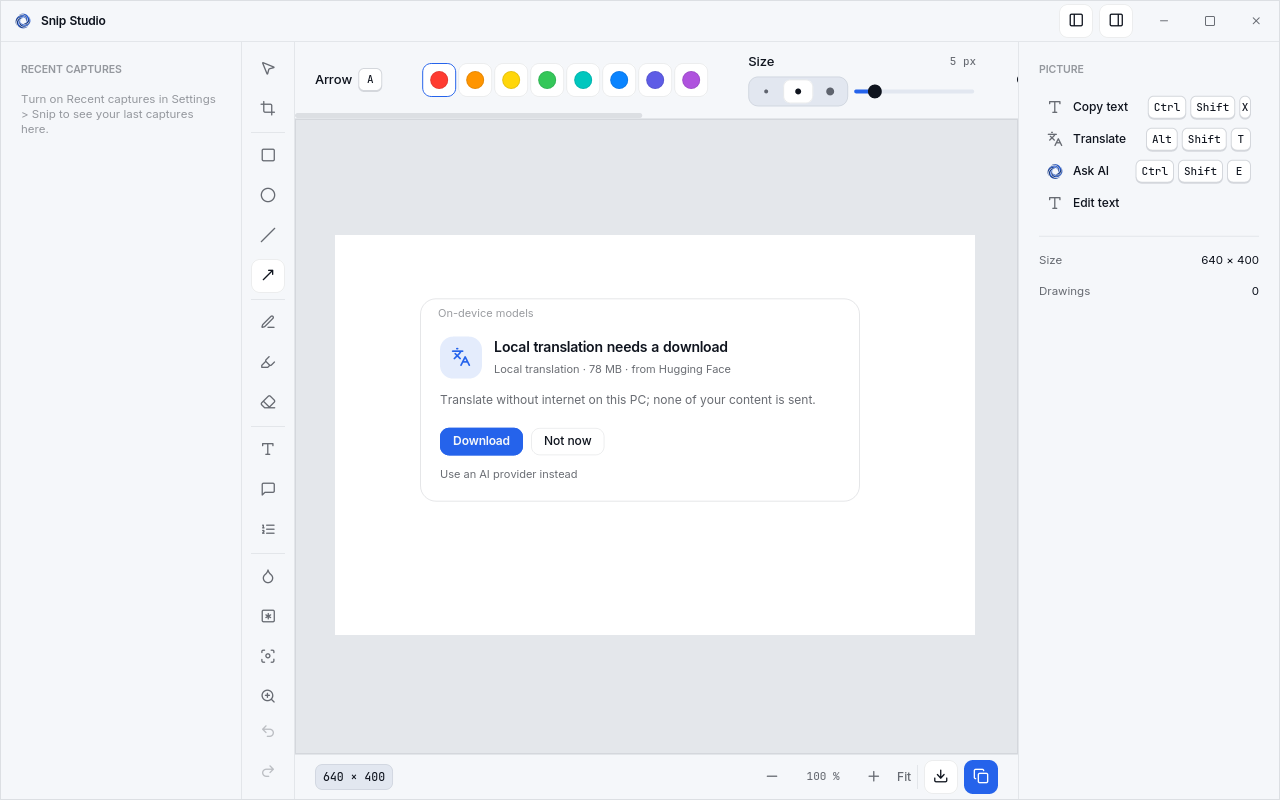 Snip Studio
RECENT CAPTURES
Turn on Recent captures in Settings
> Snip to see your last captures
here.
Arrow A
Size 5 px
On-device models
Local translation needs a download
Local translation · 78 MB · from Hugging Face
Translate without internet on this PC; none of your content is sent.
Download Not now
Use an AI provider instead
640 × 400
100 %
Fit
PICTURE
Copy text Ctrl Shift X
Translate Alt Shift T
Ask AI Ctrl Shift E
Edit text
Size 640 × 400
Drawings 0